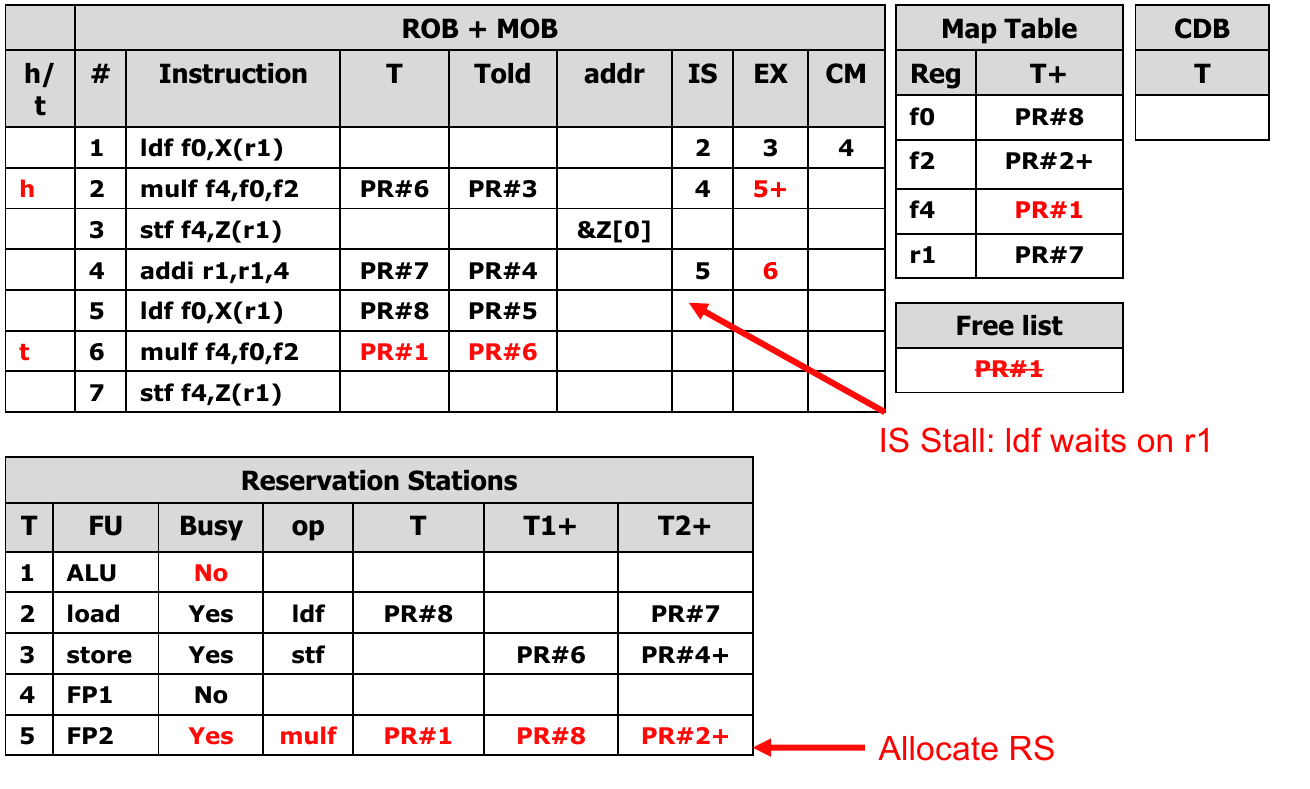 ROB + MOB
h/t # Instruction T Told addr IS EX CM
1 ldf f0,X(r1) 2 3 4
h 2 mulf f4,f0,f2 PR#6 PR#3 4 5+
3 stf f4,Z(r1) &Z[0]
4 addi r1,r1,4 PR#7 PR#4 5 6
5 ldf f0,X(r1) PR#8 PR#5
t 6 mulf f4,f0,f2 PR#1 PR#6
7 stf f4,Z(r1)
Map Table
Reg T+
f0 PR#8
f2 PR#2+
f4 PR#1
r1 PR#7
CDB
T
Free list
PR#1
IS Stall: ldf waits on r1
Reservation Stations
T FU Busy op T T1+ T2+
1 ALU No
2 load Yes ldf PR#8 PR#7
3 store Yes stf PR#6 PR#4+
4 FP1 No
5 FP2 Yes mulf PR#1 PR#8 PR#2+
Allocate RS